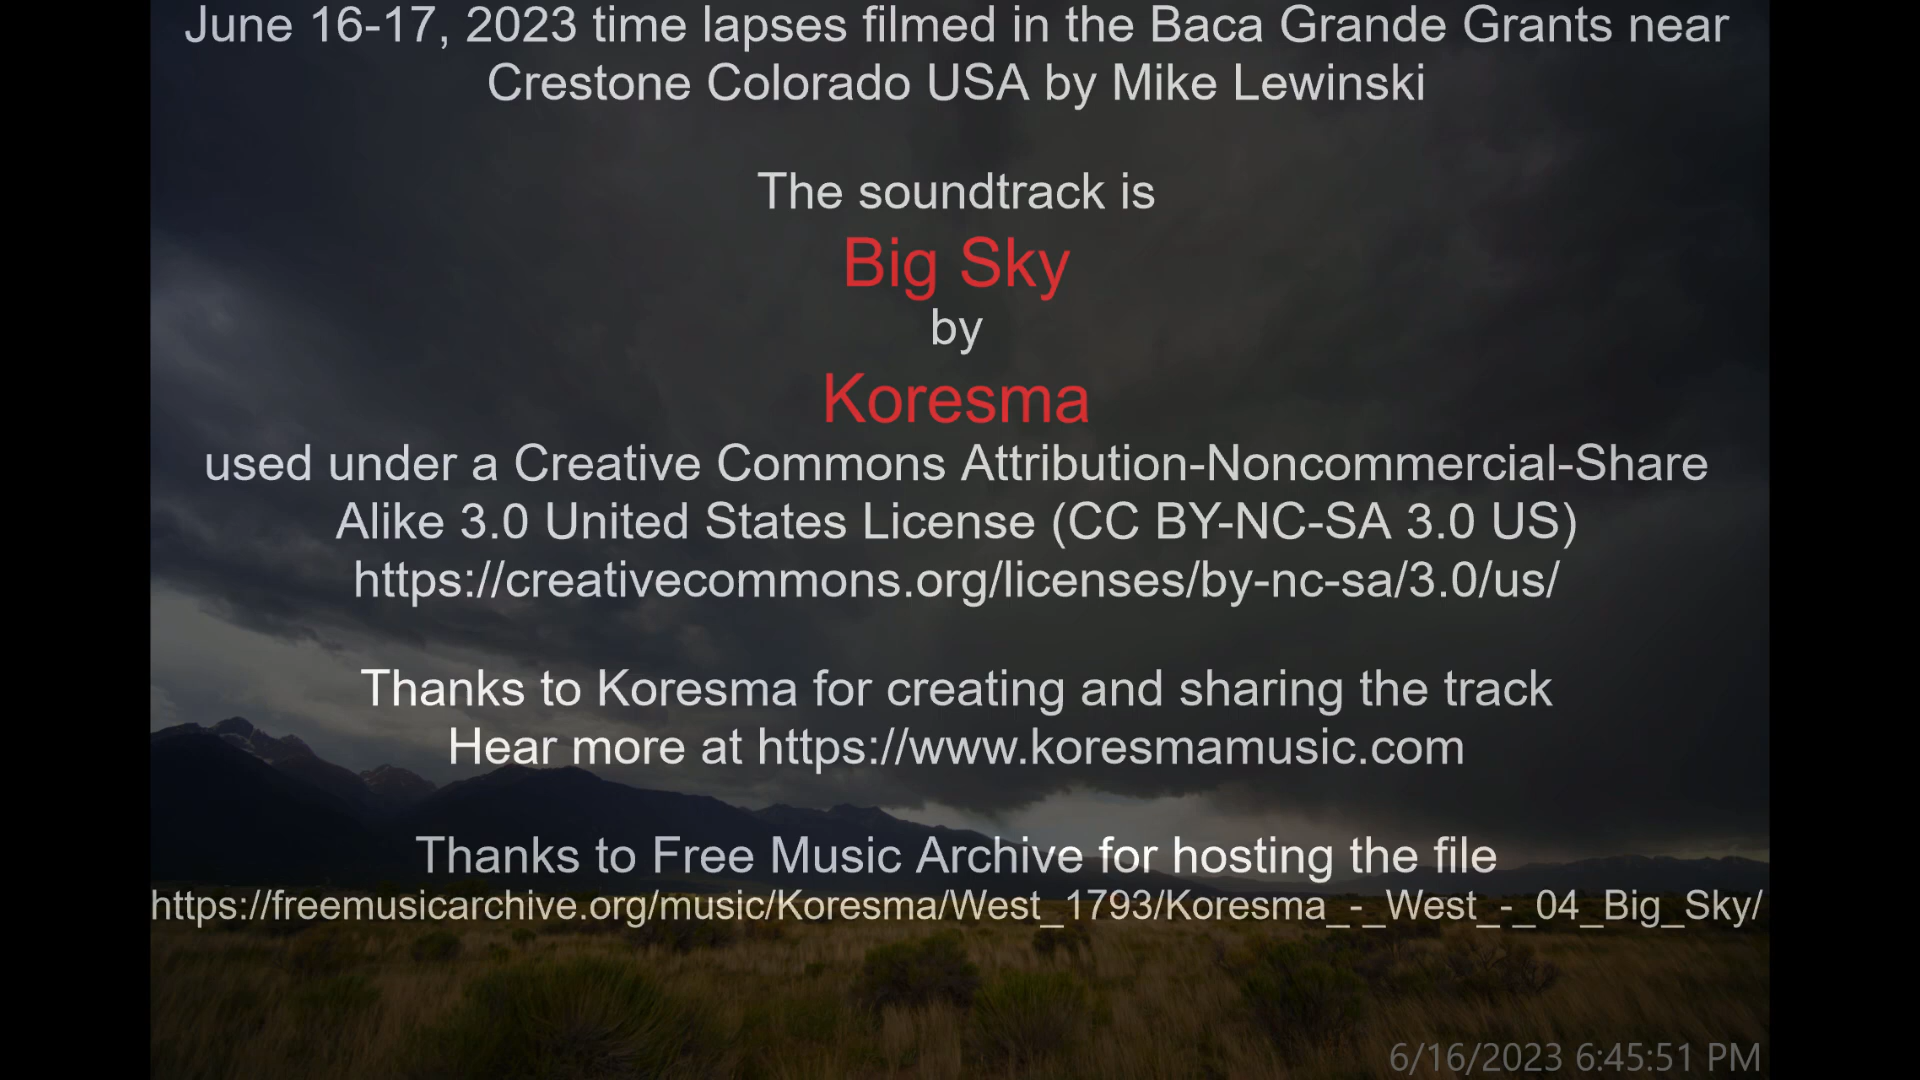 June 16-17, 2023 time lapses filmed in the Baca Grande Grants near
Crestone Colorado USA by Mike Lewinski
The soundtrack is
Big Sky
by
Koresma
used under a Creative Commons Attribution-Noncommercial-Share
Alike 3.0 United States License (CC BY-NC-SA 3.0 US)
https://creativecommons.org/licenses/by-nc-sa/3.0/us/
Thanks to Koresma for creating and sharing the track
Hear more at https://www.koresmamusic.com
Thanks to Free Music Archive for hosting the file
https://freemusicarchive.org/music/Koresma/West_1793/Koresma_-_West_-_04_Big_Sky/
6/16/2023 6:45:51 PM